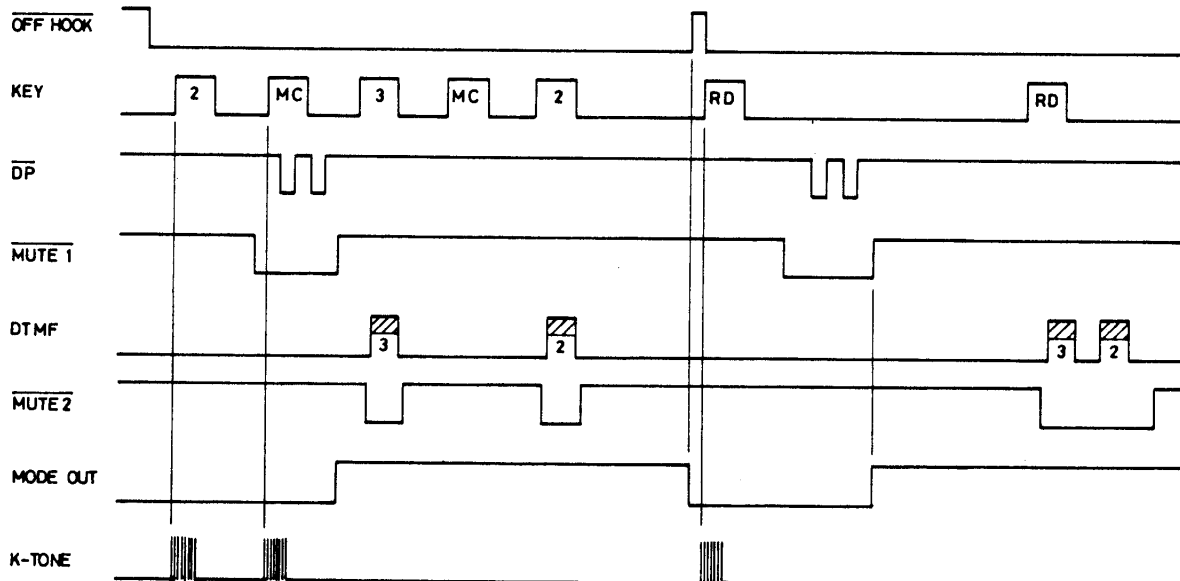 OFF HOOK
KEY 2 MC 3 MC 2 RD RD
DP
MUTE 1
DTMF 3 2 3 2
MUTE 2
MODE OUT
K-TONE